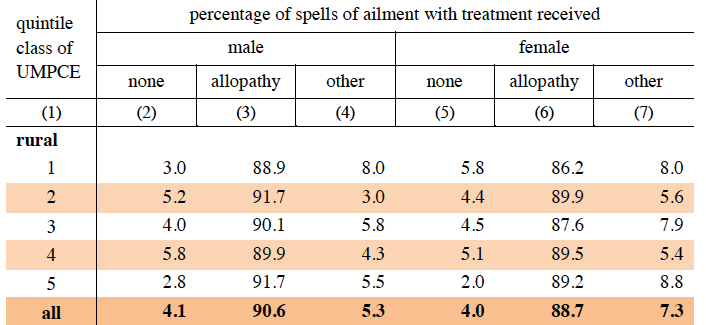 quintile class of UMPCE percentage of spells of ailment with treatment received
male female
none allopathy other none allopathy other
(1) (2) (3) (4) (5) (6) (7)
rural
1 3.0 88.9 8.0 5.8 86.2 8.0
2 5.2 91.7 3.0 4.4 89.9 5.6
3 4.0 90.1 5.8 4.5 87.6 7.9
4 5.8 89.9 4.3 5.1 89.5 5.4
5 2.8 91.7 5.5 2.0 89.2 8.8
all 4.1 90.6 5.3 4.0 88.7 7.3